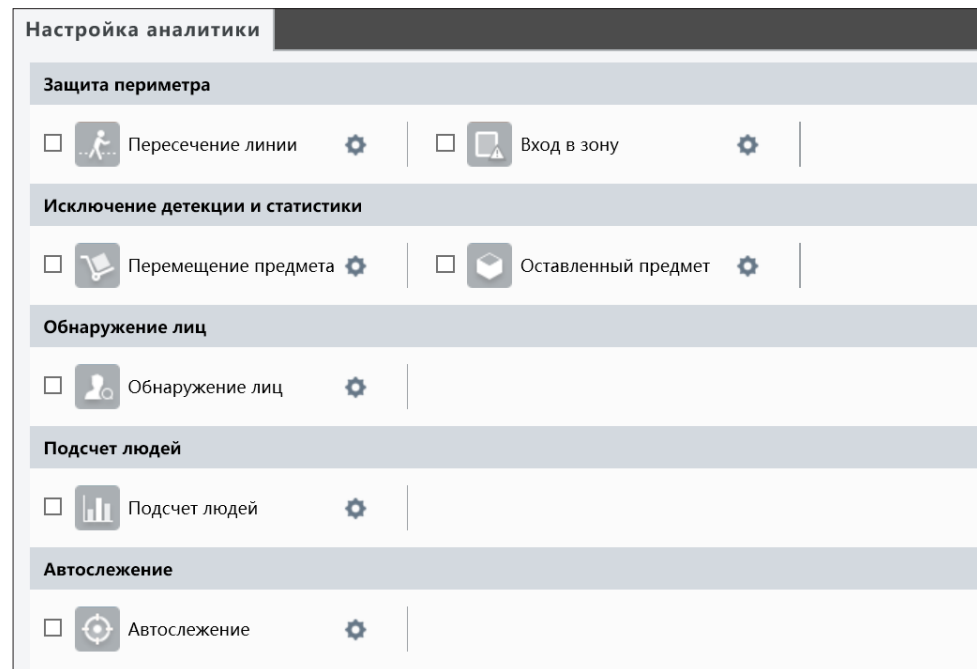 Настройка аналитики
Защита периметра
Пересечение линии Вход в зону
Исключение детекции и статистики
Перемещение предмета Оставленный предмет
Обнаружение лиц
Обнаружение лиц
Подсчет людей
Подсчет людей
Автослежение
Автослежение